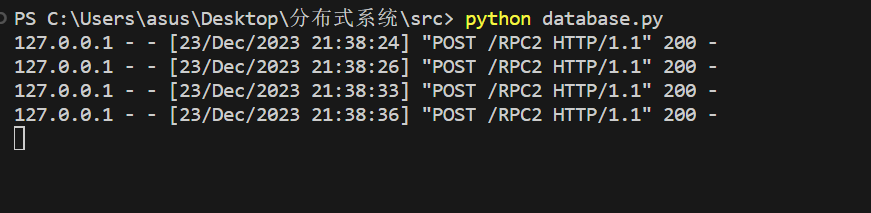 PS C:\Users\asus\Desktop\分布式系统\src> python database.py
127.0.0.1 - - [23/Dec/2023 21:38:24] "POST /RPC2 HTTP/1.1" 200 -
127.0.0.1 - - [23/Dec/2023 21:38:26] "POST /RPC2 HTTP/1.1" 200 -
127.0.0.1 - - [23/Dec/2023 21:38:33] "POST /RPC2 HTTP/1.1" 200 -
127.0.0.1 - - [23/Dec/2023 21:38:36] "POST /RPC2 HTTP/1.1" 200 -